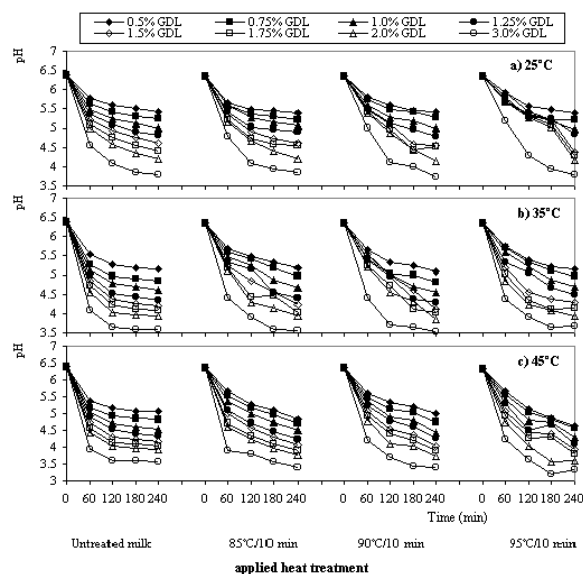 0.5% GDL 0.75% GDL 1.0% GDL 1.25% GDL
1.5% GDL 1.75% GDL 2.0% GDL 3.0% GDL
pH
a) 25°C
6.5
6
5.5
5
4.5
4
3.5
pH
b) 35°C
6.5
6
5.5
5
4.5
4
3.5
3
pH
c) 45°C
6.5
6
5.5
5
4.5
4
3.5
3
0 60 120 180 240 0 60 120 180 240 0 60 120 180 240 0 60 120 180 240
Time (min)
Untreated milk 85°C/10 min 90°C/10 min 95°C/10 min
applied heat treatment